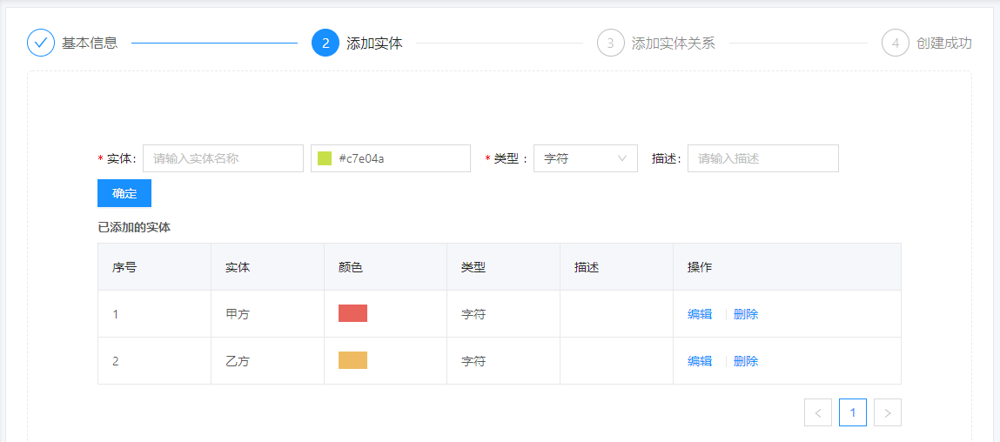 基本信息 2 添加实体 3 添加实体关系 4 创建成功
* 实体: 请输入实体名称 #c7e04a * 类型 : 字符 描述: 请输入描述
确定
已添加的实体
序号 实体 颜色 类型 描述 操作
1 甲方 字符 编辑 删除
2 乙方 字符 编辑 删除
< 1 >